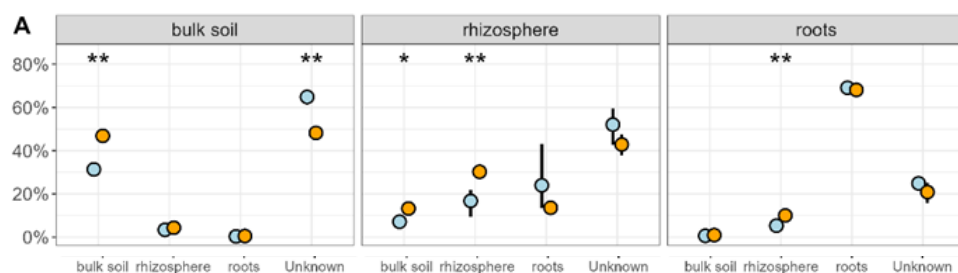 A
bulk soil rhizosphere roots
** ** * ** **
80%
60%
40%
20%
0%
bulk soil rhizosphere roots Unknown bulk soil rhizosphere roots Unknown bulk soil rhizosphere roots Unknown